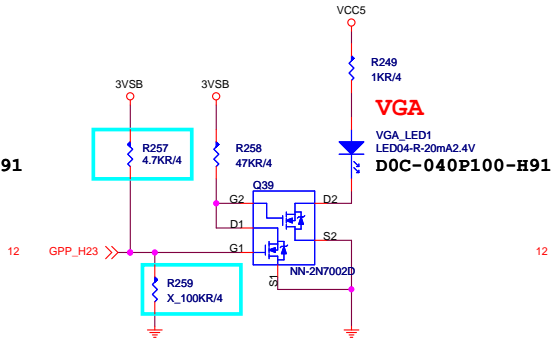 VCC5
R249
1KR/4
3VSB
3VSB
VGA
R257
4.7KR/4
R258
47KR/4
VGA_LED1
LED04-R-20mA2.4V
91
D0C-040P100-H91
Q39
G2
D2
D1
S2
12
GPP_H23
G1
12
NN-2N7002D
S1
R259
X_100KR/4